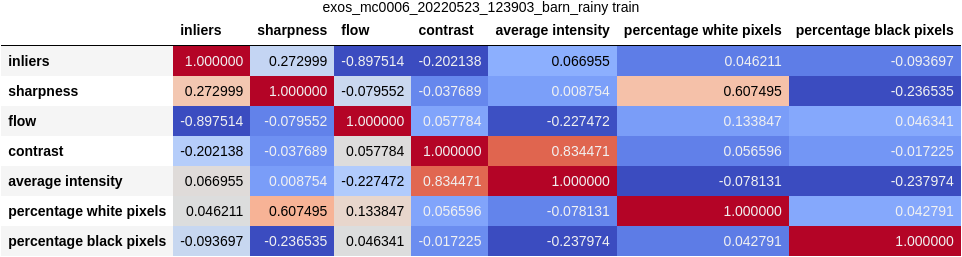 exos_mc0006_20220523_123903_barn_rainy train
inliers sharpness flow contrast average intensity percentage white pixels percentage black pixels
inliers 1.000000 0.272999 -0.897514 -0.202138 0.066955 0.046211 -0.093697
sharpness 0.272999 1.000000 -0.079552 -0.037689 0.008754 0.607495 -0.236535
flow -0.897514 -0.079552 1.000000 0.057784 -0.227472 0.133847 0.046341
contrast -0.202138 -0.037689 0.057784 1.000000 0.834471 0.056596 -0.017225
average intensity 0.066955 0.008754 -0.227472 0.834471 1.000000 -0.078131 -0.237974
percentage white pixels 0.046211 0.607495 0.133847 0.056596 -0.078131 1.000000 0.042791
percentage black pixels -0.093697 -0.236535 0.046341 -0.017225 -0.237974 0.042791 1.000000